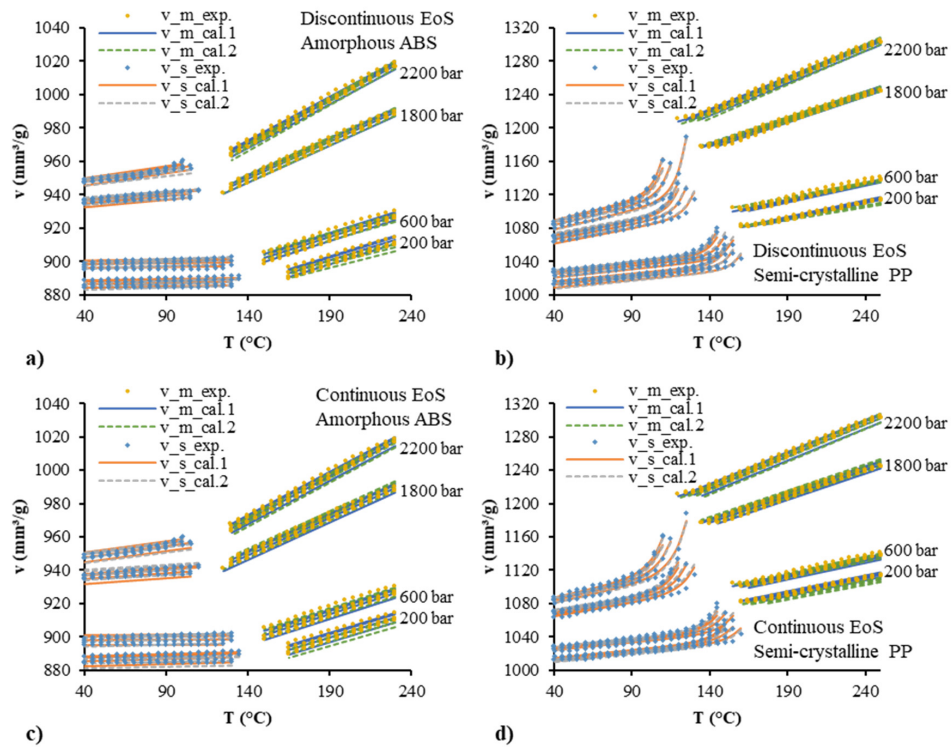 v_m_exp.
v_m_cal.1
v_m_cal.2
v_s_exp.
v_s_cal.1
v_s_cal.2
Discontinuous EoS
Amorphous ABS
2200 bar
1800 bar
600 bar
200 bar
1040
1020
1000
980
960
940
920
900
880
v (mm³/g)
40 90 140 190 240
T (°C)
a)
v_m_exp.
v_m_cal.1
v_m_cal.2
v_s_exp.
v_s_cal.1
v_s_cal.2
2200 bar
1800 bar
600 bar
200 bar
Discontinuous EoS
Semi-crystalline PP
1320
1280
1240
1200
1160
1120
1080
1040
1000
v (mm³/g)
40 90 140 190 240
T (°C)
b)
v_m_exp.
v_m_cal.1
v_m_cal.2
v_s_exp.
v_s_cal.1
v_s_cal.2
Continuous EoS
Amorphous ABS
2200 bar
1800 bar
600 bar
200 bar
1040
1020
1000
980
960
940
920
900
880
v (mm³/g)
40 90 140 190 240
T (°C)
c)
v_m_exp.
v_m_cal.1
v_m_cal.2
v_s_exp.
v_s_cal.1
v_s_cal.2
2200 bar
1800 bar
600 bar
200 bar
Continuous EoS
Semi-crystalline PP
1320
1280
1240
1200
1160
1120
1080
1040
1000
v (mm³/g)
40 90 140 190 240
T (°C)
d)